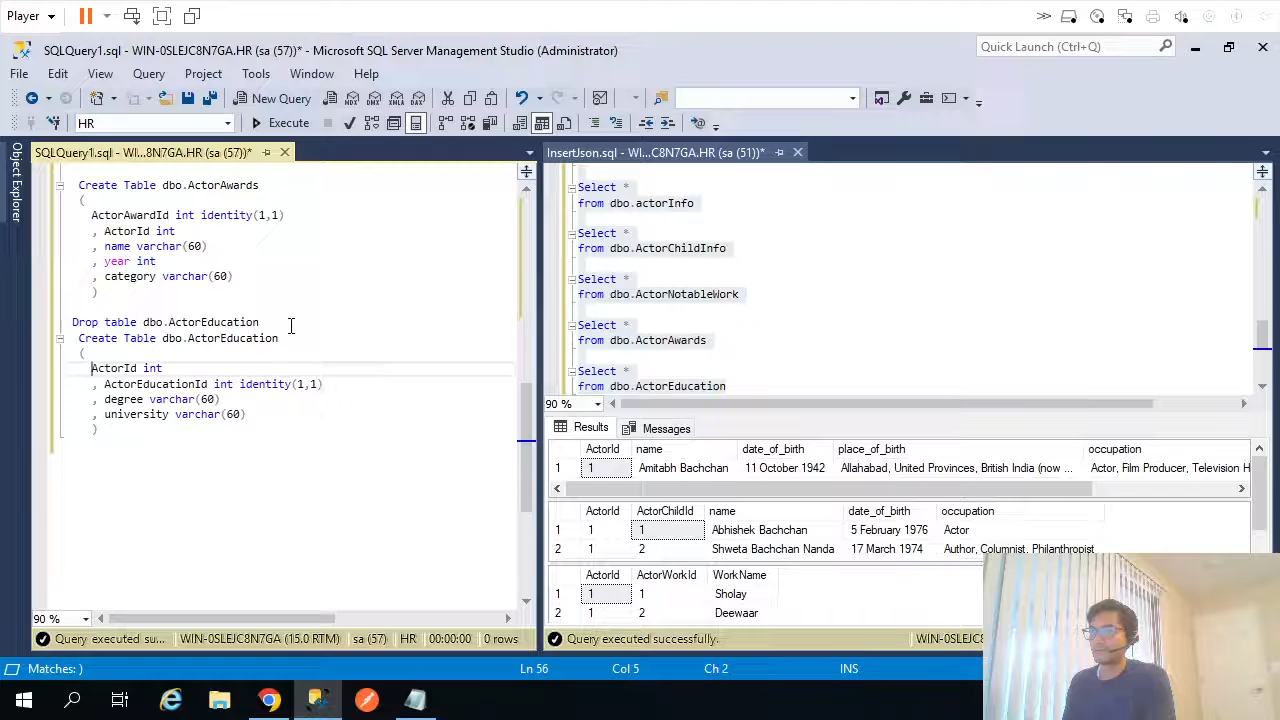 Player
SQLQuery1.sql - WIN-0SLEJC8N7GA.HR (sa (57))* - Microsoft SQL Server Management Studio (Administrator)
Quick Launch (Ctrl+Q)
File Edit View Query Project Tools Window Help
New Query
MDX DMX XMLA DAX
HR
Execute
Object Explorer
SQLQuery1.sql - WI...8N7GA.HR (sa (57))*
Create Table dbo.ActorAwards
(
ActorAwardId int identity(1,1)
, ActorId int
, name varchar(60)
, year int
, category varchar(60)
)
Drop table dbo.ActorEducation
Create Table dbo.ActorEducation
(
ActorId int
, ActorEducationId int identity(1,1)
, degree varchar(60)
, university varchar(60)
)
90 %
Query executed su... WIN-0SLEJC8N7GA (15.0 RTM) sa (57) HR 00:00:00 0 rows
InsertJson.sql - WI...C8N7GA.HR (sa (51))*
Select *
from dbo.actorInfo
Select *
from dbo.ActorChildInfo
Select *
from dbo.ActorNotableWork
Select *
from dbo.ActorAwards
Select *
from dbo.ActorEducation
90 %
Results Messages
ActorId name date_of_birth place_of_birth occupation
1 1 Amitabh Bachchan 11 October 1942 Allahabad, United Provinces, British India (now ... Actor, Film Producer, Television H
ActorId ActorChildId name date_of_birth occupation
1 1 1 Abhishek Bachchan 5 February 1976 Actor
2 1 2 Shweta Bachchan Nanda 17 March 1974 Author, Columnist, Philanthropist
ActorId ActorWorkId WorkName
1 1 1 Sholay
2 1 2 Deewaar
Query executed successfully. WIN-0SLEJC8N7GA
Matches: ) Ln 56 Col 5 Ch 2 INS